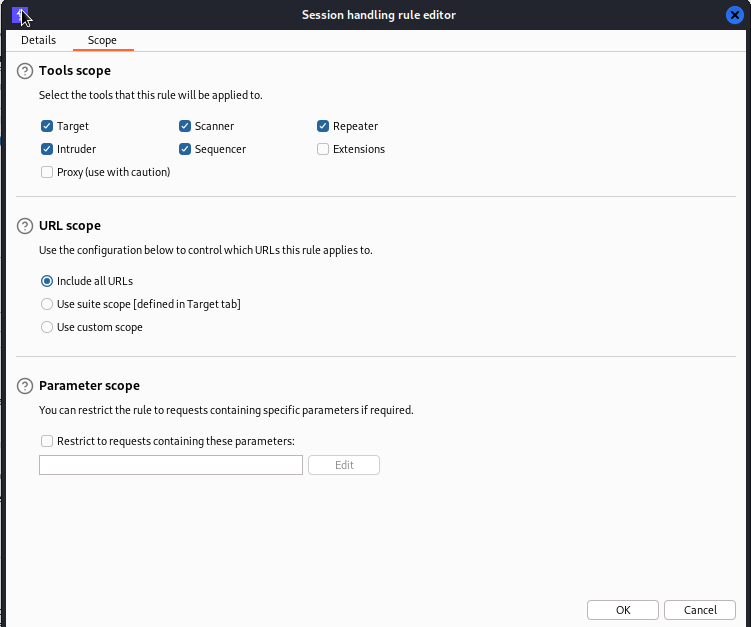 Session handling rule editor
Details Scope
Tools scope
Select the tools that this rule will be applied to.
Target Scanner Repeater
Intruder Sequencer Extensions
Proxy (use with caution)
URL scope
Use the configuration below to control which URLs this rule applies to.
Include all URLs
Use suite scope [defined in Target tab]
Use custom scope
Parameter scope
You can restrict the rule to requests containing specific parameters if required.
Restrict to requests containing these parameters:
Edit
OK Cancel